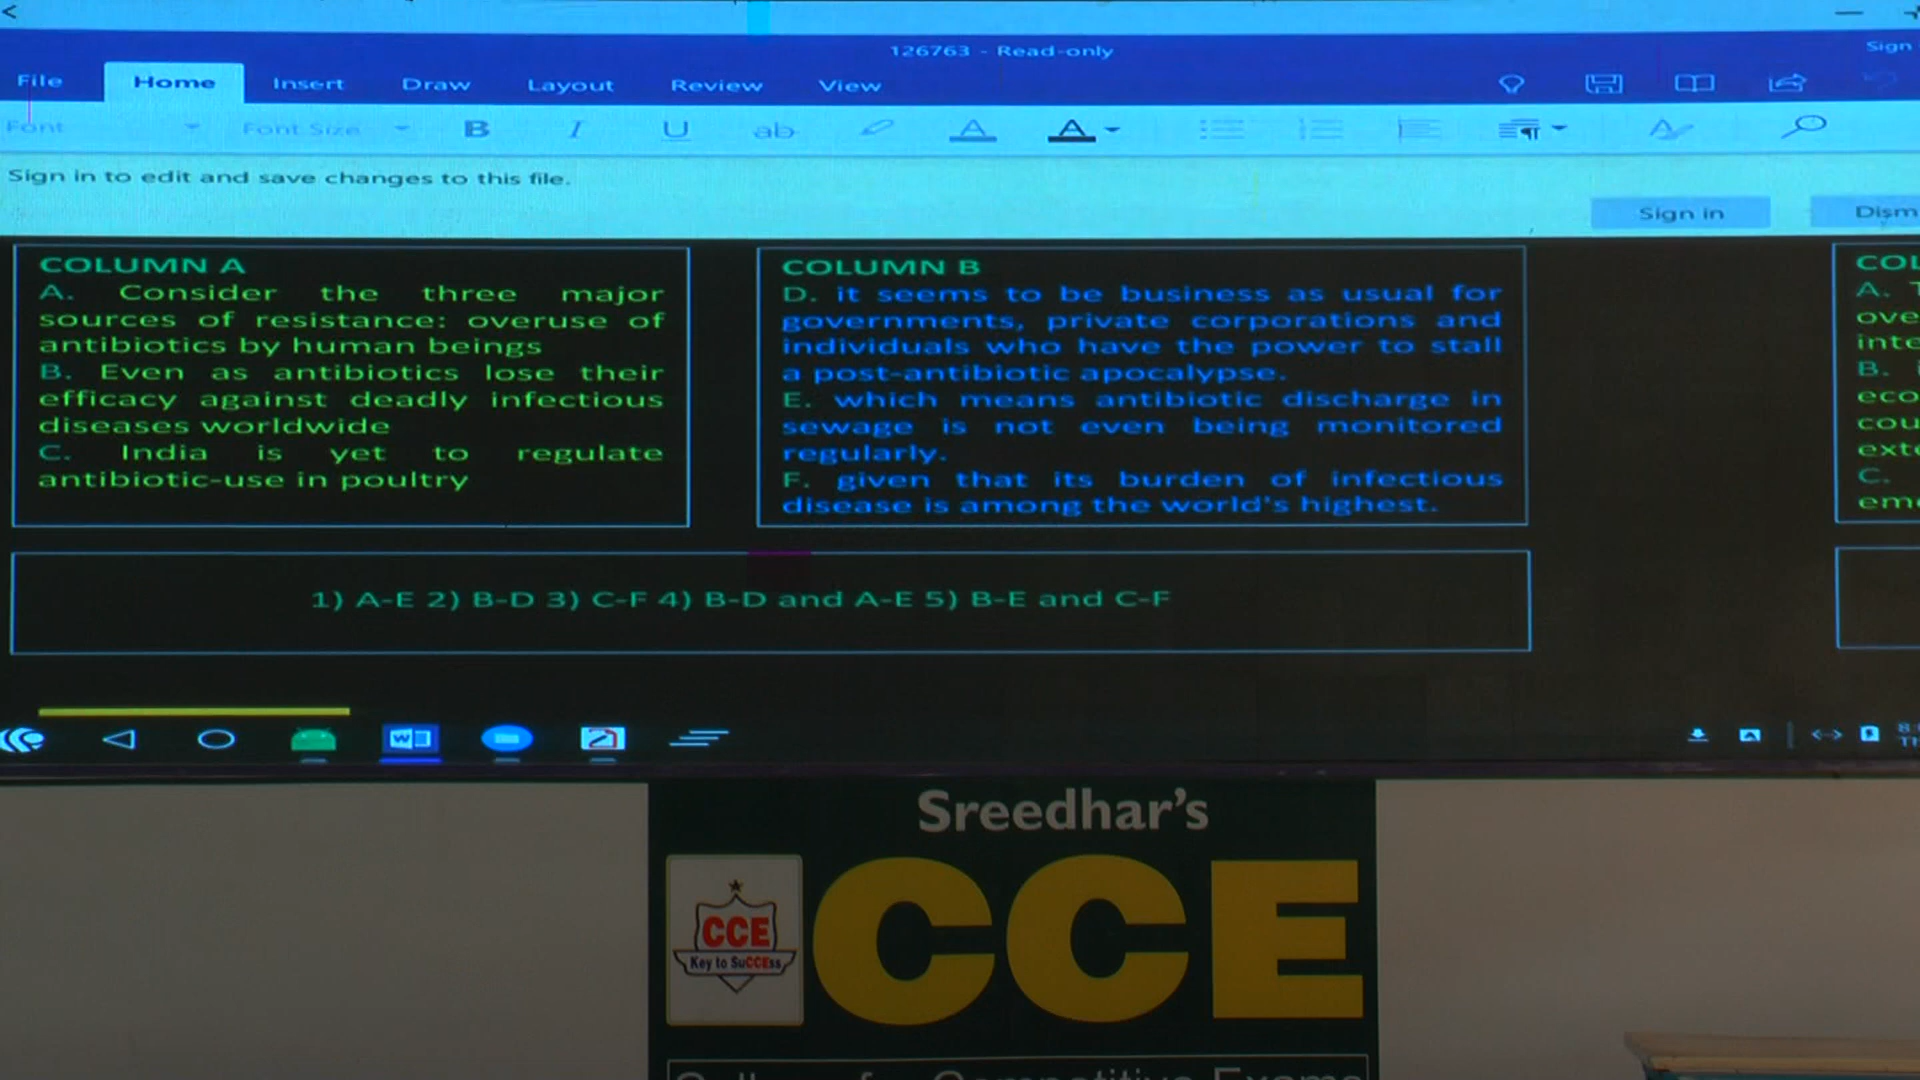 126763 - Read-only
Sign
File Home Insert Draw Layout Review View
Font Font Size B I U ab A A
Sign in to edit and save changes to this file.
Sign in
COLUMN A
A. Consider the three major
sources of resistance: overuse of
antibiotics by human beings
B. Even as antibiotics lose their
efficacy against deadly infectious
diseases worldwide
C. India is yet to regulate
antibiotic-use in poultry
COLUMN B
D. it seems to be business as usual for
governments, private corporations and
individuals who have the power to stall
a post-antibiotic apocalypse.
E. which means antibiotic discharge in
sewage is not even being monitored
regularly.
F. given that its burden of infectious
disease is among the world's highest.
A.
B.
C.
1) A-E 2) B-D 3) C-F 4) B-D and A-E 5) B-E and C-F
Sreedhar's
CCE
CCE
Key to SuCCEss